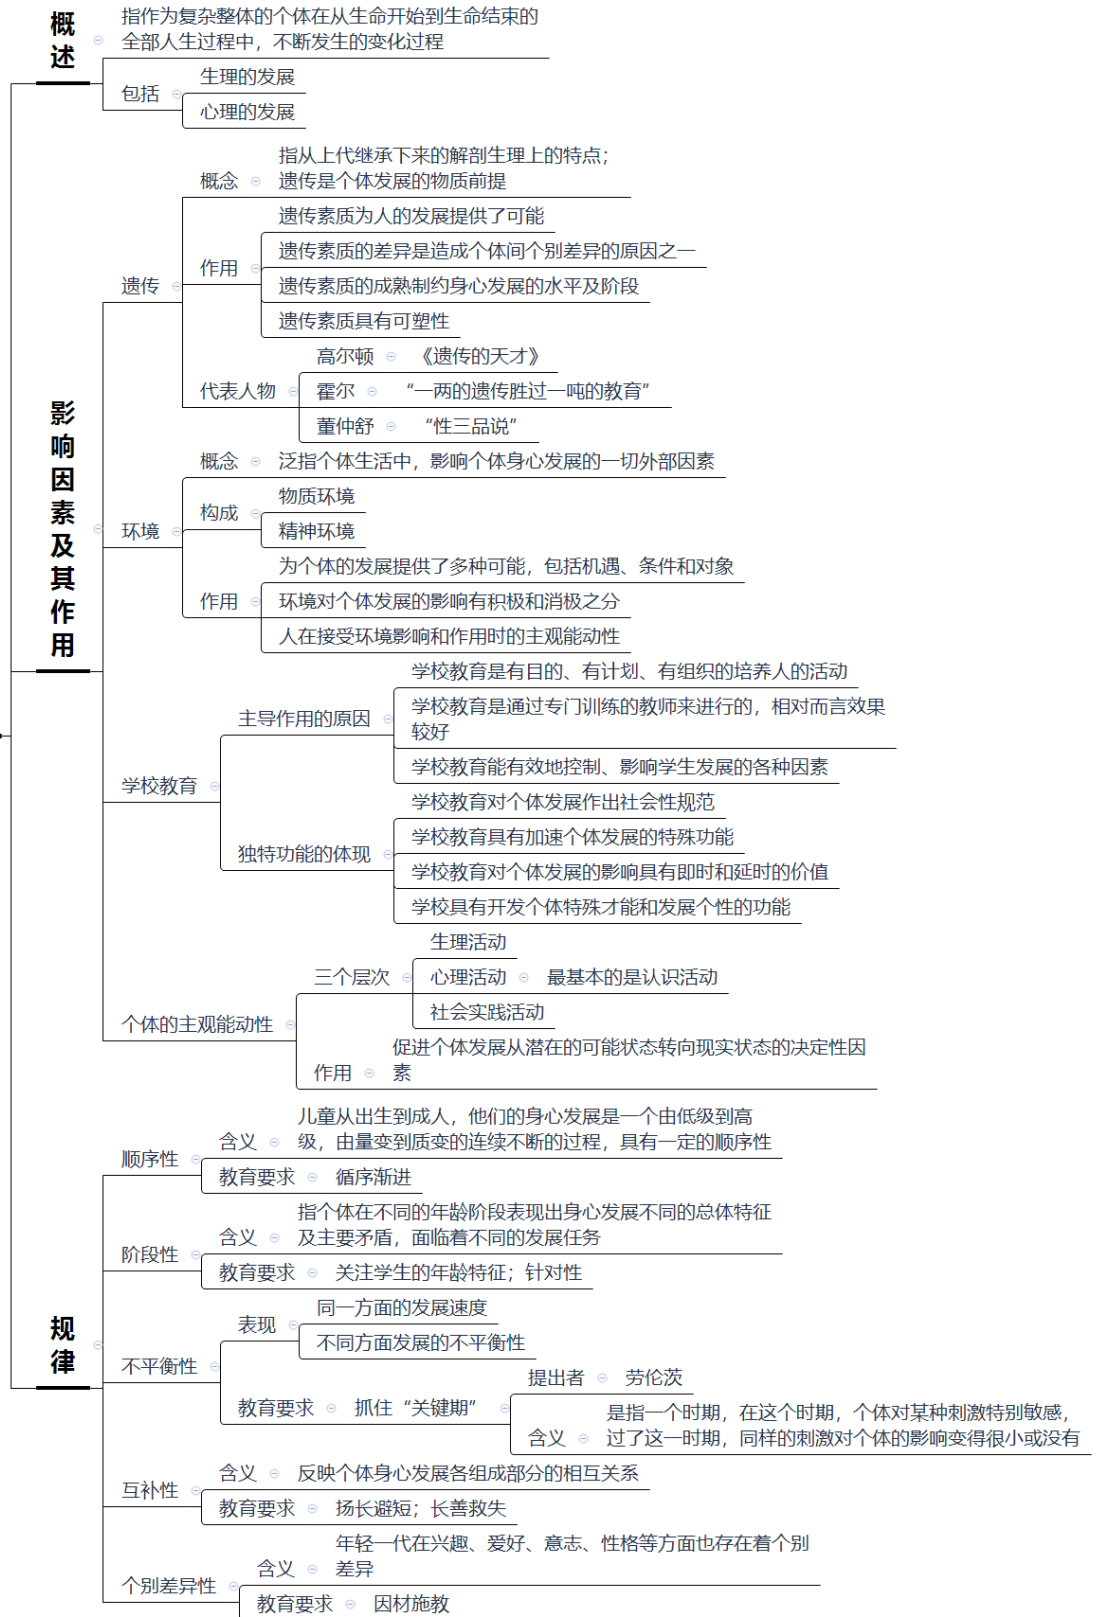 概述
指作为复杂整体的个体在从生命开始到生命结束的
全部人生过程中，不断发生的变化过程
包括
生理的发展
心理的发展
影响因素及其作用
遗传
概念
指从上代继承下来的解剖生理上的特点；
遗传是个体发展的物质前提
作用
遗传素质为人的发展提供了可能
遗传素质的差异是造成个体间个别差异的原因之一
遗传素质的成熟制约身心发展的水平及阶段
遗传素质具有可塑性
代表人物
高尔顿
《遗传的天才》
霍尔
“一两的遗传胜过一吨的教育”
董仲舒
“性三品说”
环境
概念
泛指个体生活中，影响个体身心发展的一切外部因素
构成
物质环境
精神环境
作用
为个体的发展提供了多种可能，包括机遇、条件和对象
环境对个体发展的影响有积极和消极之分
人在接受环境影响和作用时的主观能动性
学校教育
主导作用的原因
学校教育是有目的、有计划、有组织的培养人的活动
学校教育是通过专门训练的教师来进行的，相对而言效果
较好
学校教育能有效地控制、影响学生发展的各种因素
独特功能的体现
学校教育对个体发展作出社会性规范
学校教育具有加速个体发展的特殊功能
学校教育对个体发展的影响具有即时和延时的价值
学校具有开发个体特殊才能和发展个性的功能
个体的主观能动性
三个层次
生理活动
心理活动
最基本的是认识活动
社会实践活动
作用
促进个体发展从潜在的可能状态转向现实状态的决定性因
素
规律
顺序性
含义
儿童从出生到成人，他们的身心发展是一个由低级到高
级，由量变到质变的连续不断的过程，具有一定的顺序性
教育要求
循序渐进
阶段性
含义
指个体在不同的年龄阶段表现出身心发展不同的总体特征
及主要矛盾，面临着不同的发展任务
教育要求
关注学生的年龄特征；针对性
不平衡性
表现
同一方面的发展速度
不同方面发展的不平衡性
教育要求
抓住“关键期”
提出者
劳伦茨
含义
是指一个时期，在这个时期，个体对某种刺激特别敏感，
过了这一时期，同样的刺激对个体的影响变得很小或没有
互补性
含义
反映个体身心发展各组成部分的相互关系
教育要求
扬长避短；长善救失
个别差异性
含义
年轻一代在兴趣、爱好、意志、性格等方面也存在着个别
差异
教育要求
因材施教